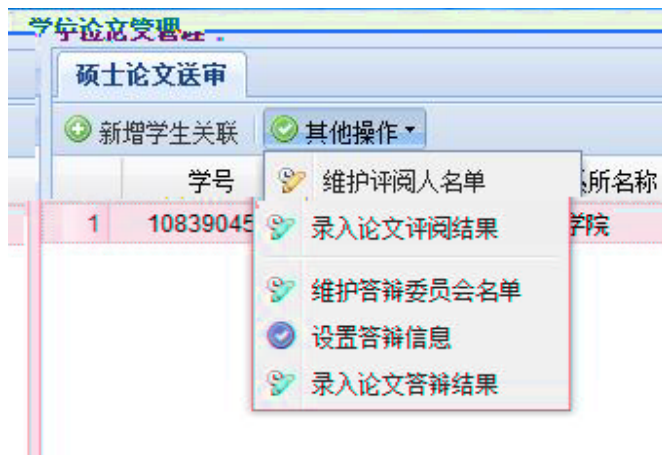 学位论文管理
硕士论文送审
新增学生关联 其他操作
学号 系所名称
维护评阅人名单
1 10839045 学院
录入论文评阅结果
维护答辩委员会名单
设置答辩信息
录入论文答辩结果